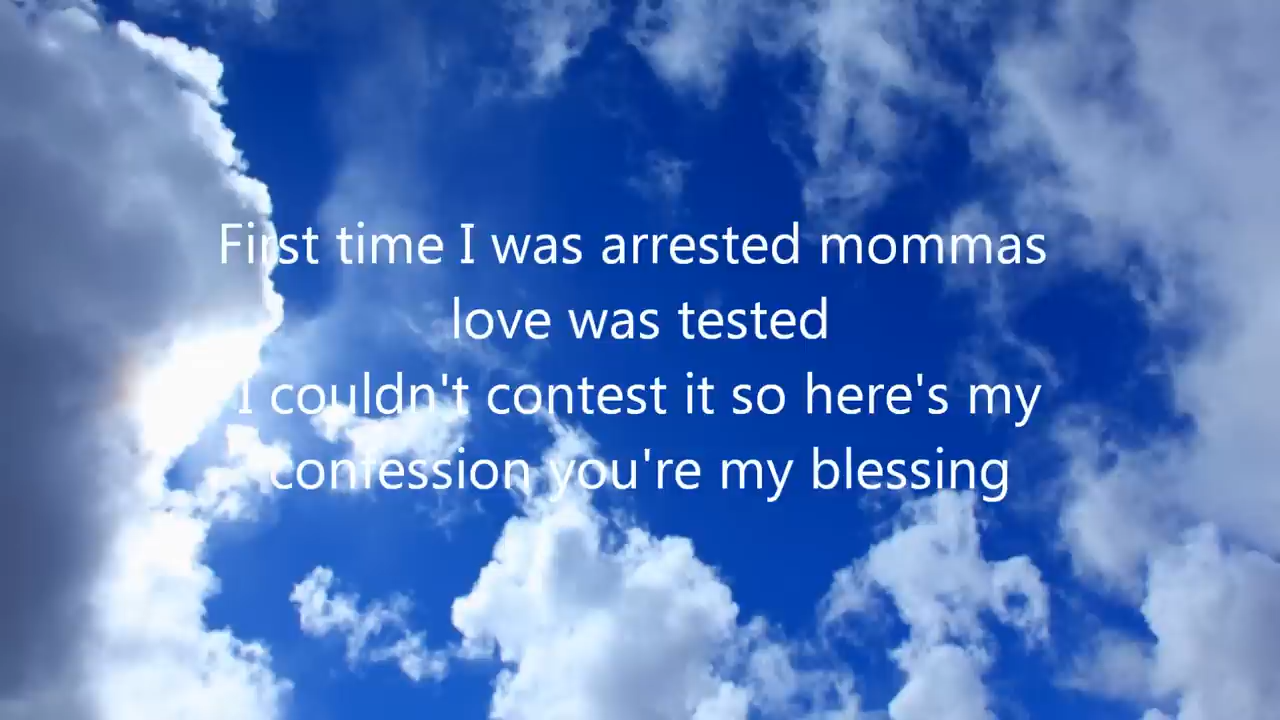 First time I was arrested mommas
love was tested
I couldn't contest it so here's my
confession you're my blessing